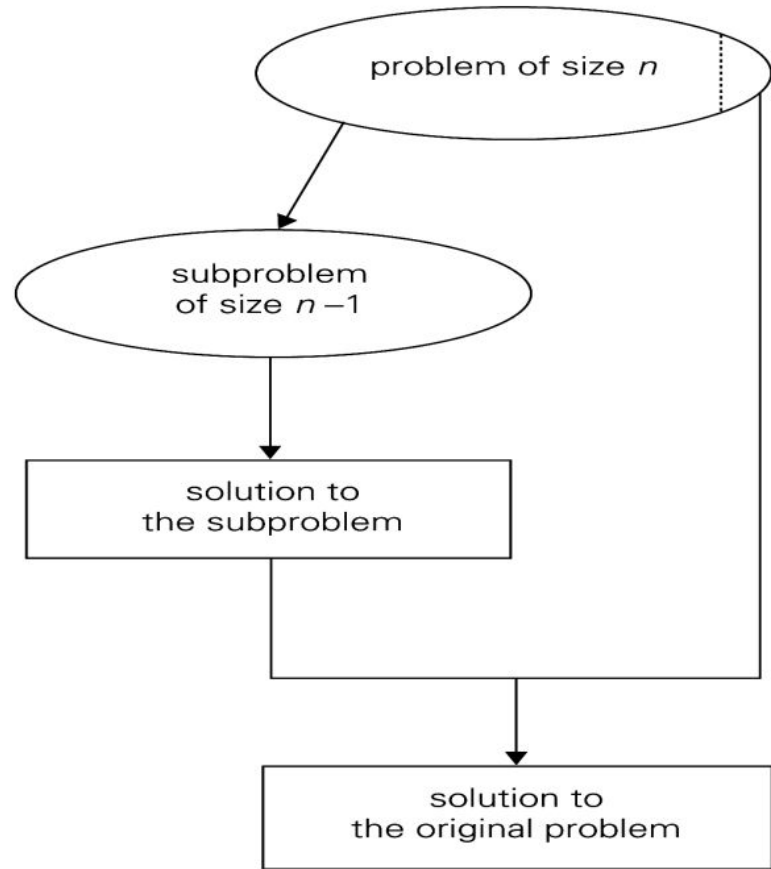 problem of size n
subproblem
of size n–1
solution to
the subproblem
solution to
the original problem